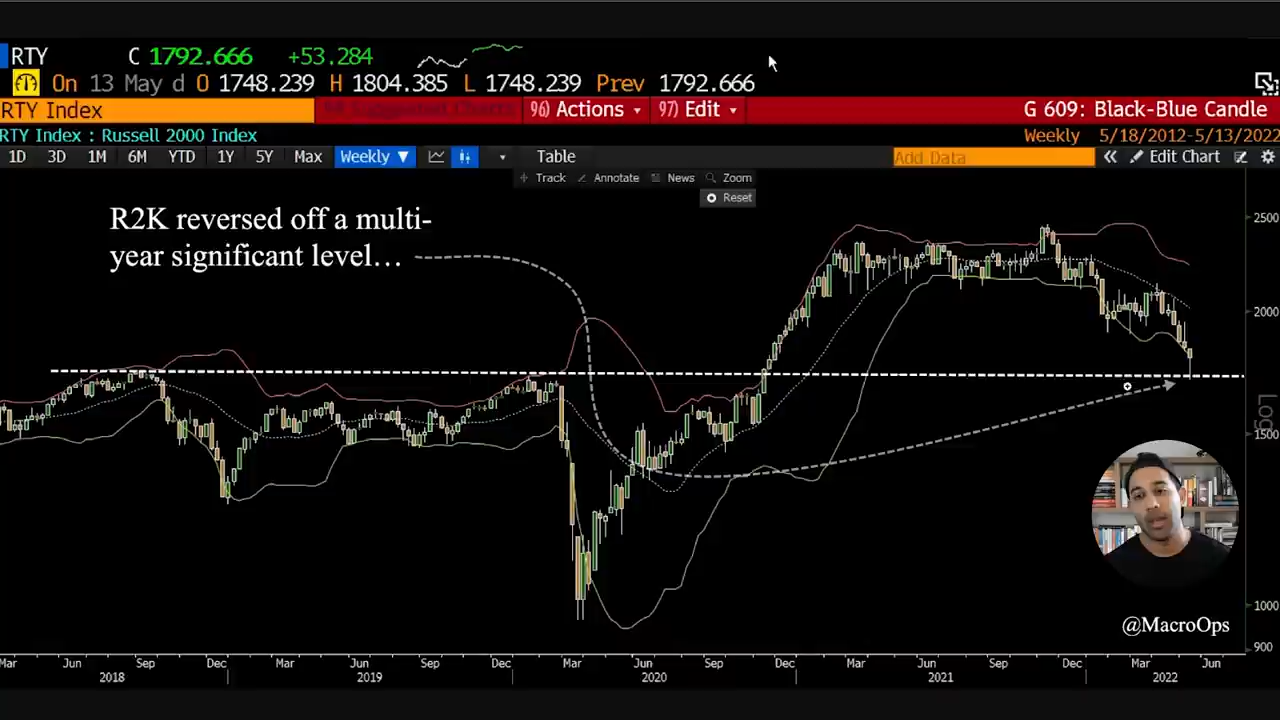 RTY C 1792.666 +53.284
On 13 May d O 1748.239 H 1804.385 L 1748.239 Prev 1792.666
RTY Index 96) Actions 97) Edit G 609: Black-Blue Candle
RTY Index : Russell 2000 Index Weekly 5/18/2012-5/13/2022
1D 3D 1M 6M YTD 1Y 5Y Max Weekly ▼ Table Add Data « Edit Chart
Track Annotate News Zoom
Reset
R2K reversed off a multi-
year significant level…
2500
2000
1500
1000
900
Log
@MacroOps
Mar Jun Sep Dec Mar Jun Sep Dec Mar Jun Sep Dec Mar Jun Sep Dec Mar Jun
2018 2019 2020 2021 2022